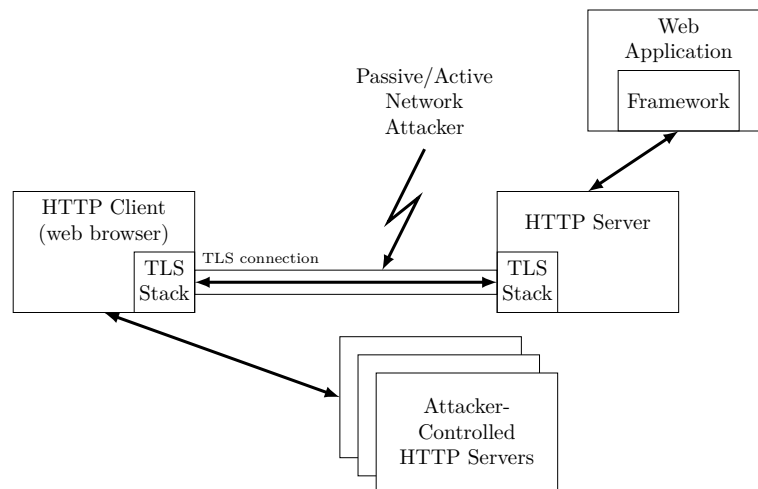 Web
Application
Framework
Passive/Active
Network
Attacker
HTTP Client
(web browser)
TLS
Stack
TLS connection
HTTP Server
TLS
Stack
Attacker-
Controlled
HTTP Servers